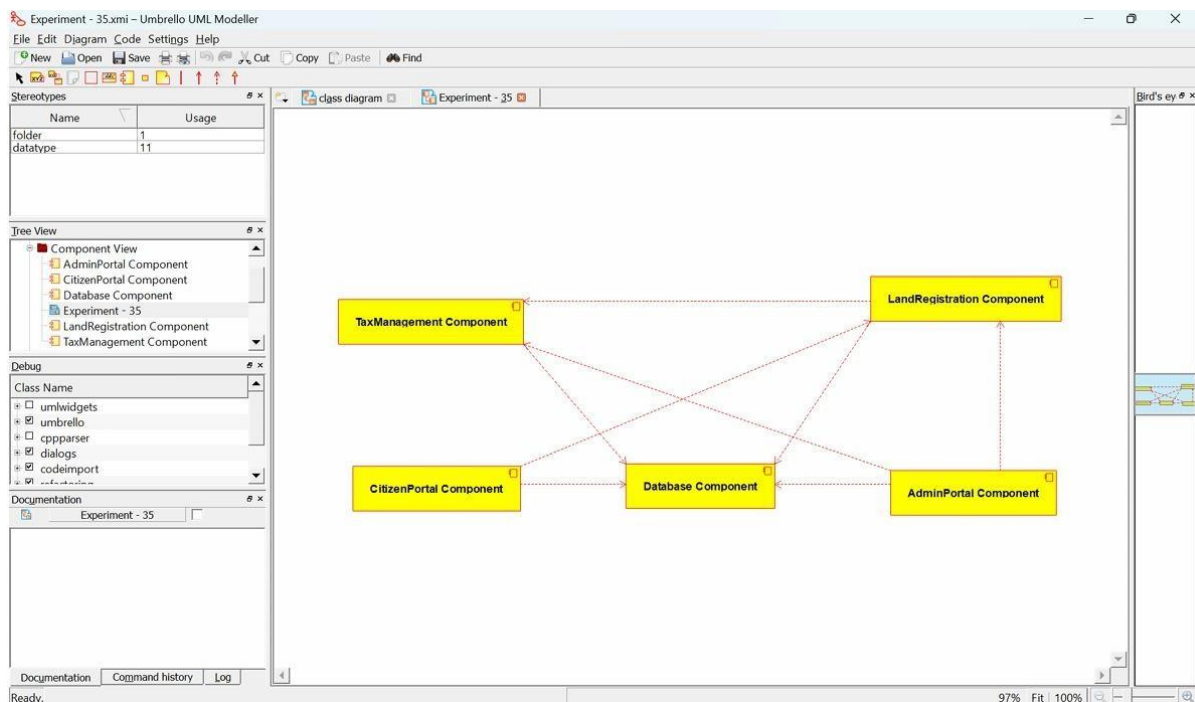 Experiment - 35.xmi – Umbrello UML Modeller
File Edit Diagram Code Settings Help
New Open Save Cut Copy Paste Find
Stereotypes
Name Usage
folder 1
datatype 11
Tree View
Component View
AdminPortal Component
CitizenPortal Component
Database Component
Experiment - 35
LandRegistration Component
TaxManagement Component
Debug
Class Name
umlwidgets
umbrello
cppparser
dialogs
codeimport
refactoring
Documentation
Experiment - 35
Documentation Command history Log
Ready.
class diagram Experiment - 35
Bird's ey
LandRegistration Component
TaxManagement Component
CitizenPortal Component
Database Component
AdminPortal Component
97% Fit 100%